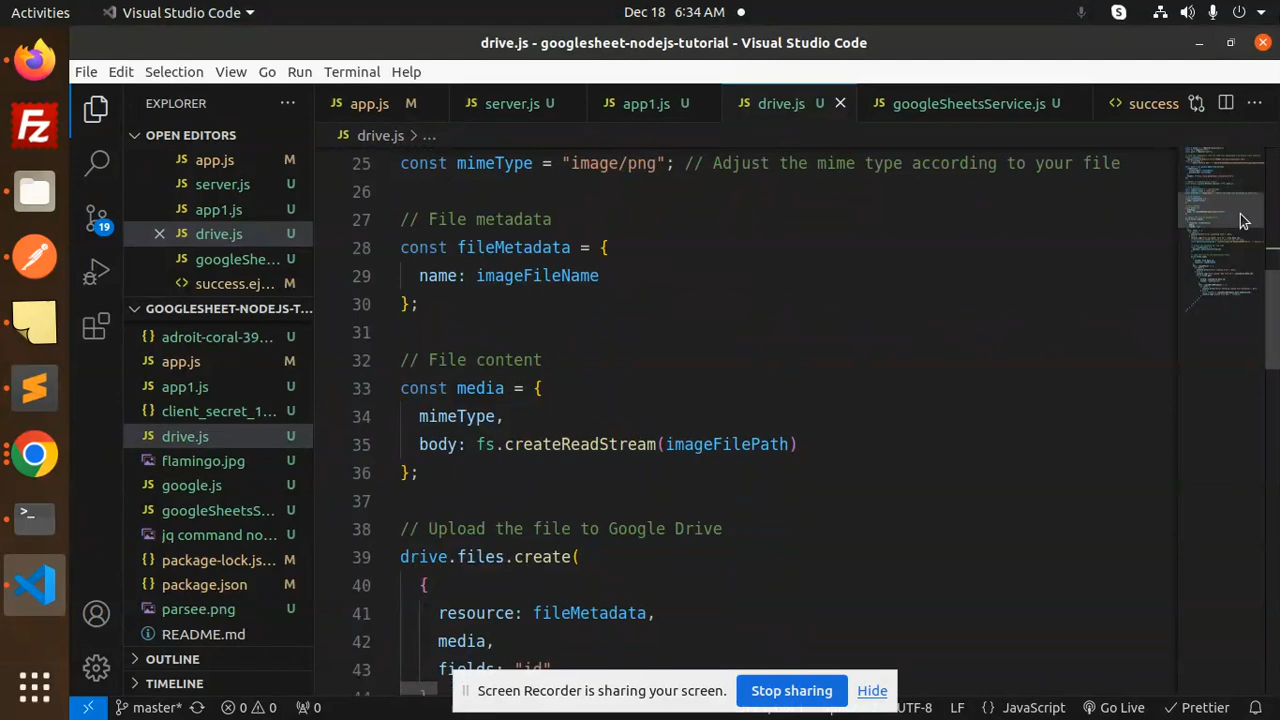 Activities
Visual Studio Code
Dec 18 6:34 AM
drive.js - googlesheet-nodejs-tutorial - Visual Studio Code
File Edit Selection View Go Run Terminal Help
EXPLORER
OPEN EDITORS
JS app.js M
JS server.js U
JS app1.js U
JS drive.js U
JS googleShe... U
<> success.ej... U
GOOGLESHEET-NODEJS-T...
{} adroit-coral-39... U
JS app.js M
JS app1.js U
{} client_secret_1... U
JS drive.js U
flamingo.jpg U
JS google.js U
JS googleSheetsS... U
jq command no... U
{} package-lock.js... M
{} package.json M
parsee.png U
README.md
OUTLINE
TIMELINE
19
Fz
S
JS app.js M
JS server.js U
JS app1.js U
JS drive.js U
JS googleSheetsService.js U
<> success
JS drive.js > ...
25 const mimeType = "image/png"; // Adjust the mime type according to your file
26
27 // File metadata
28 const fileMetadata = {
29 name: imageFileName
30 };
31
32 // File content
33 const media = {
34 mimeType,
35 body: fs.createReadStream(imageFilePath)
36 };
37
38 // Upload the file to Google Drive
39 drive.files.create(
40 {
41 resource: fileMetadata,
42 media,
43 fields: "id"
Screen Recorder is sharing your screen. Stop sharing Hide
master* 0 0 0 UTF-8 LF {} JavaScript Go Live Prettier